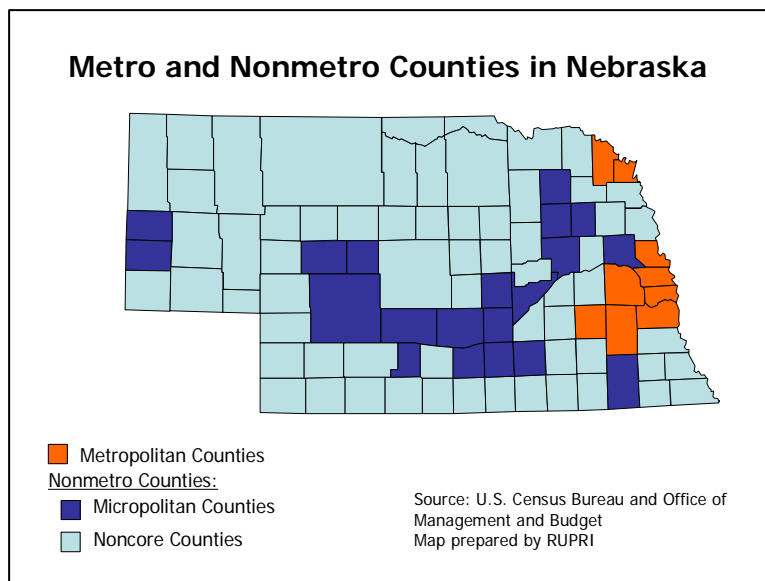 Metro and Nonmetro Counties in Nebraska
Metropolitan Counties
Nonmetro Counties:
Micropolitan Counties
Noncore Counties
Source: U.S. Census Bureau and Office of
Management and Budget
Map prepared by RUPRI